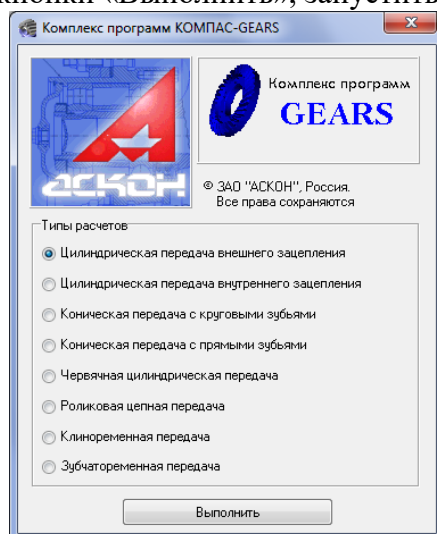 кнопки «Выполнить», запустить
Комплекс программ КОМПАС-GEARS
АСКОН
Комплекс программ
GEARS
© ЗАО "АСКОН", Россия.
Все права сохраняются
Типы расчетов
Цилиндрическая передача внешнего зацепления
Цилиндрическая передача внутреннего зацепления
Коническая передача с круговыми зубьями
Коническая передача с прямыми зубьями
Червячная цилиндрическая передача
Роликовая цепная передача
Клиноременная передача
Зубчатоременная передача
Выполнить